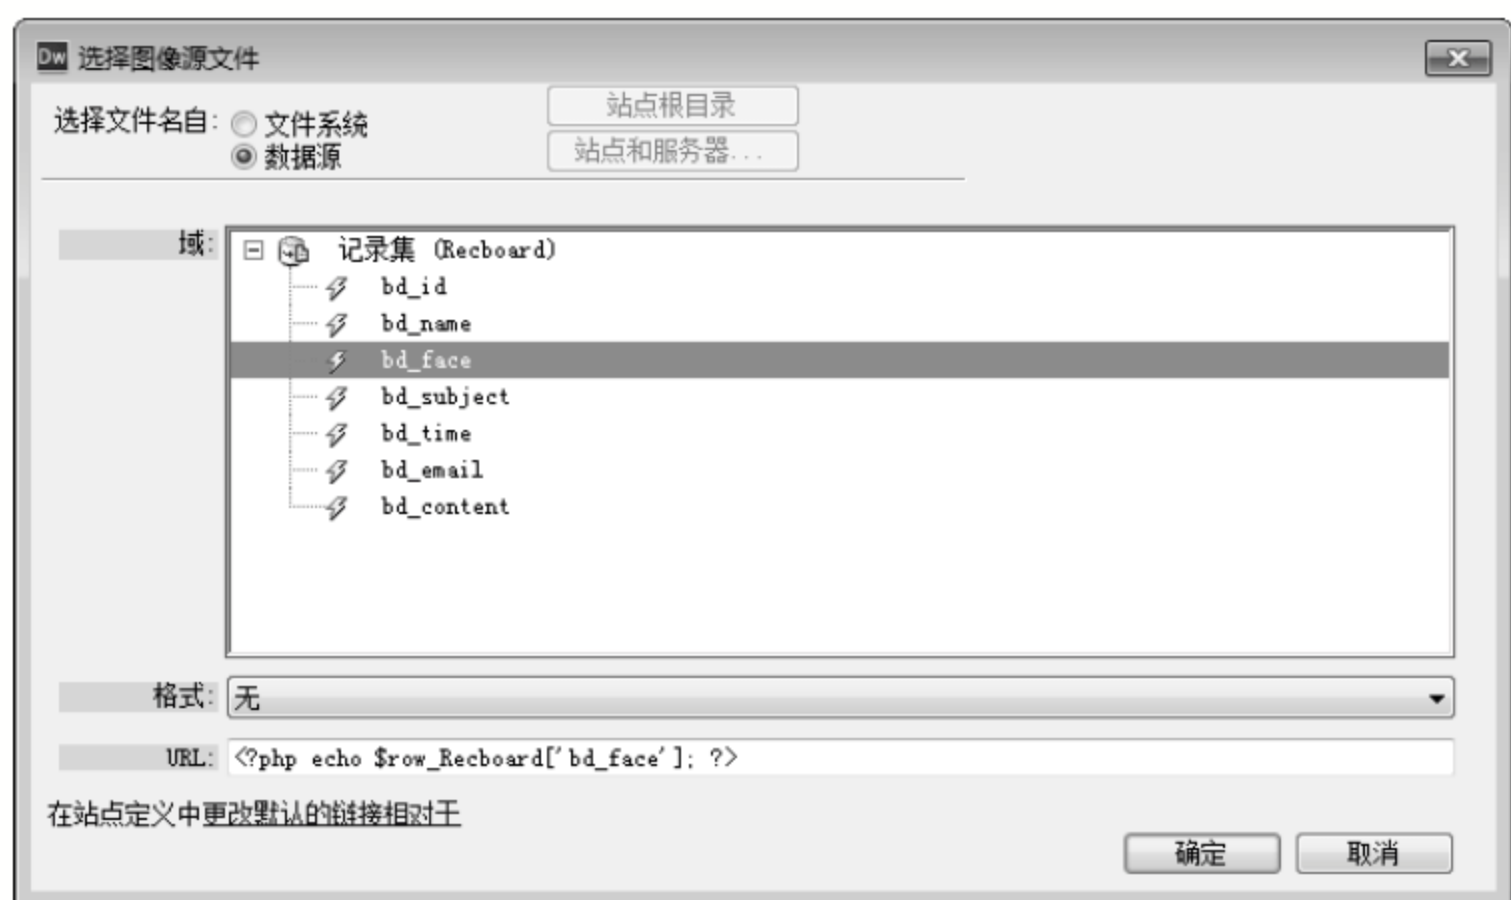 Dw 选择图像源文件
选择文件名自: 文件系统 站点根目录
数据源 站点和服务器...
域: 记录集 (Recboard)
bd_id
bd_name
bd_face
bd_subject
bd_time
bd_email
bd_content
格式: 无
URL: <?php echo $row_Recboard['bd_face']; ?>
在站点定义中更改默认的链接相对于
确定 取消